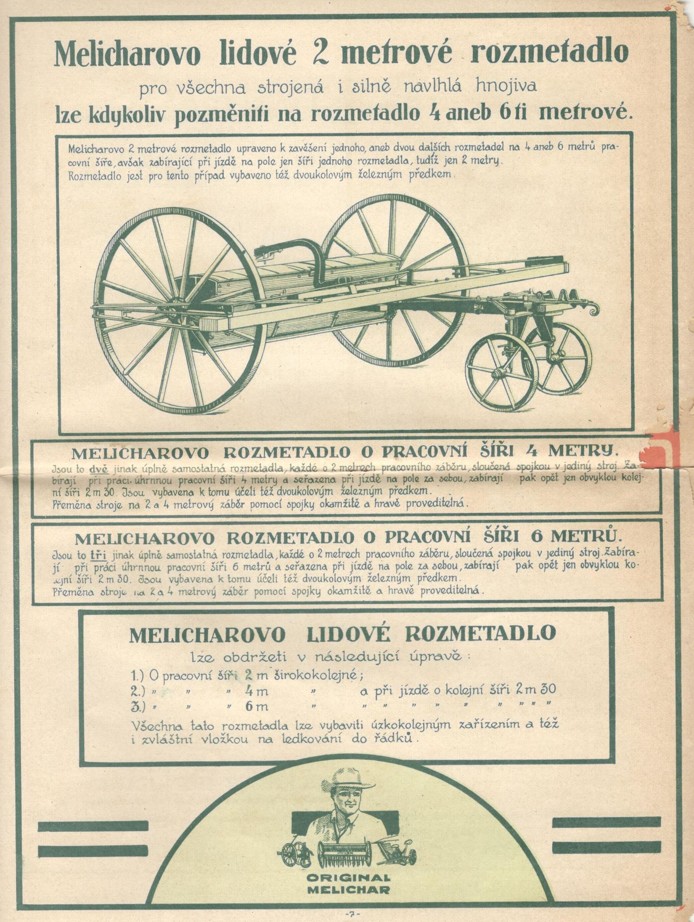 Melicharovo lidové 2 metrové rozmetadlo
pro všechna strojená i silně navlhlá hnojiva
lze kdykoliv pozměniti na rozmetadlo 4 aneb 6ti metrové.
Melicharovo 2 metrové rozmetadlo upraveno k zavěšení jednoho, aneb dvou dalších rozmetadel na 4 aneb 6 metrů pra-
covní šíře, avšak zabírající při jízdě na pole jen šíři jednoho rozmetadla, tudíž jen 2 metry.
Rozmetadlo jest pro tento případ vybaveno též dvoukolovým železným předkem.
MELICHAROVO ROZMETADLO O PRACOVNÍ ŠÍŘI 4 METRY.
Jsou to dvě jinak úplně samostatná rozmetadla, každé o 2 metrech pracovního záběru, sloučená spojkou v jediný stroj. Za-
bírají při práci úhrnnou pracovní šíři 4 metry a seřazena při jízdě na pole za sebou, zabírají pak opět jen obvyklou kolej-
ní šíři 2 m 30. Jsou vybavena k tomu účeli též dvoukolovým železným předkem.
Přeměna stroje na 2 a 4 metrový záběr pomocí spojky okamžitě a hravě proveditelná.
MELICHAROVO ROZMETADLO O PRACOVNÍ ŠÍŘI 6 METRŮ.
Jsou to tři jinak úplně samostatná rozmetadla, každé o 2 metrech pracovního záběru, sloučená spojkou v jediný stroj. Zabíra-
jí při práci úhrnnou pracovní šíři 6 metrů a seřazena při jízdě na pole za sebou, zabírají pak opět jen obvyklou ko-
lejní šíři 2 m 30. Jsou vybavena k tomu účeli též dvoukolovým železným předkem.
Přeměna stroje na 2 a 4 metrový záběr pomocí spojky okamžitě a hravě proveditelná.
MELICHAROVO LIDOVÉ ROZMETADLO
lze obdržeti v následující úpravě:
1.) O pracovní šíři 2 m širokokolejné;
2.) " " " 4 m " a při jízdě o kolejní šíři 2 m 30
3.) " " " 6 m " " " " " " " " "
Všechna tato rozmetadla lze vybaviti úzkokolejným zařízením a též
i zvláštní vložkou na ledkování do řádků.
ORIGINAL
MELICHAR
-7-